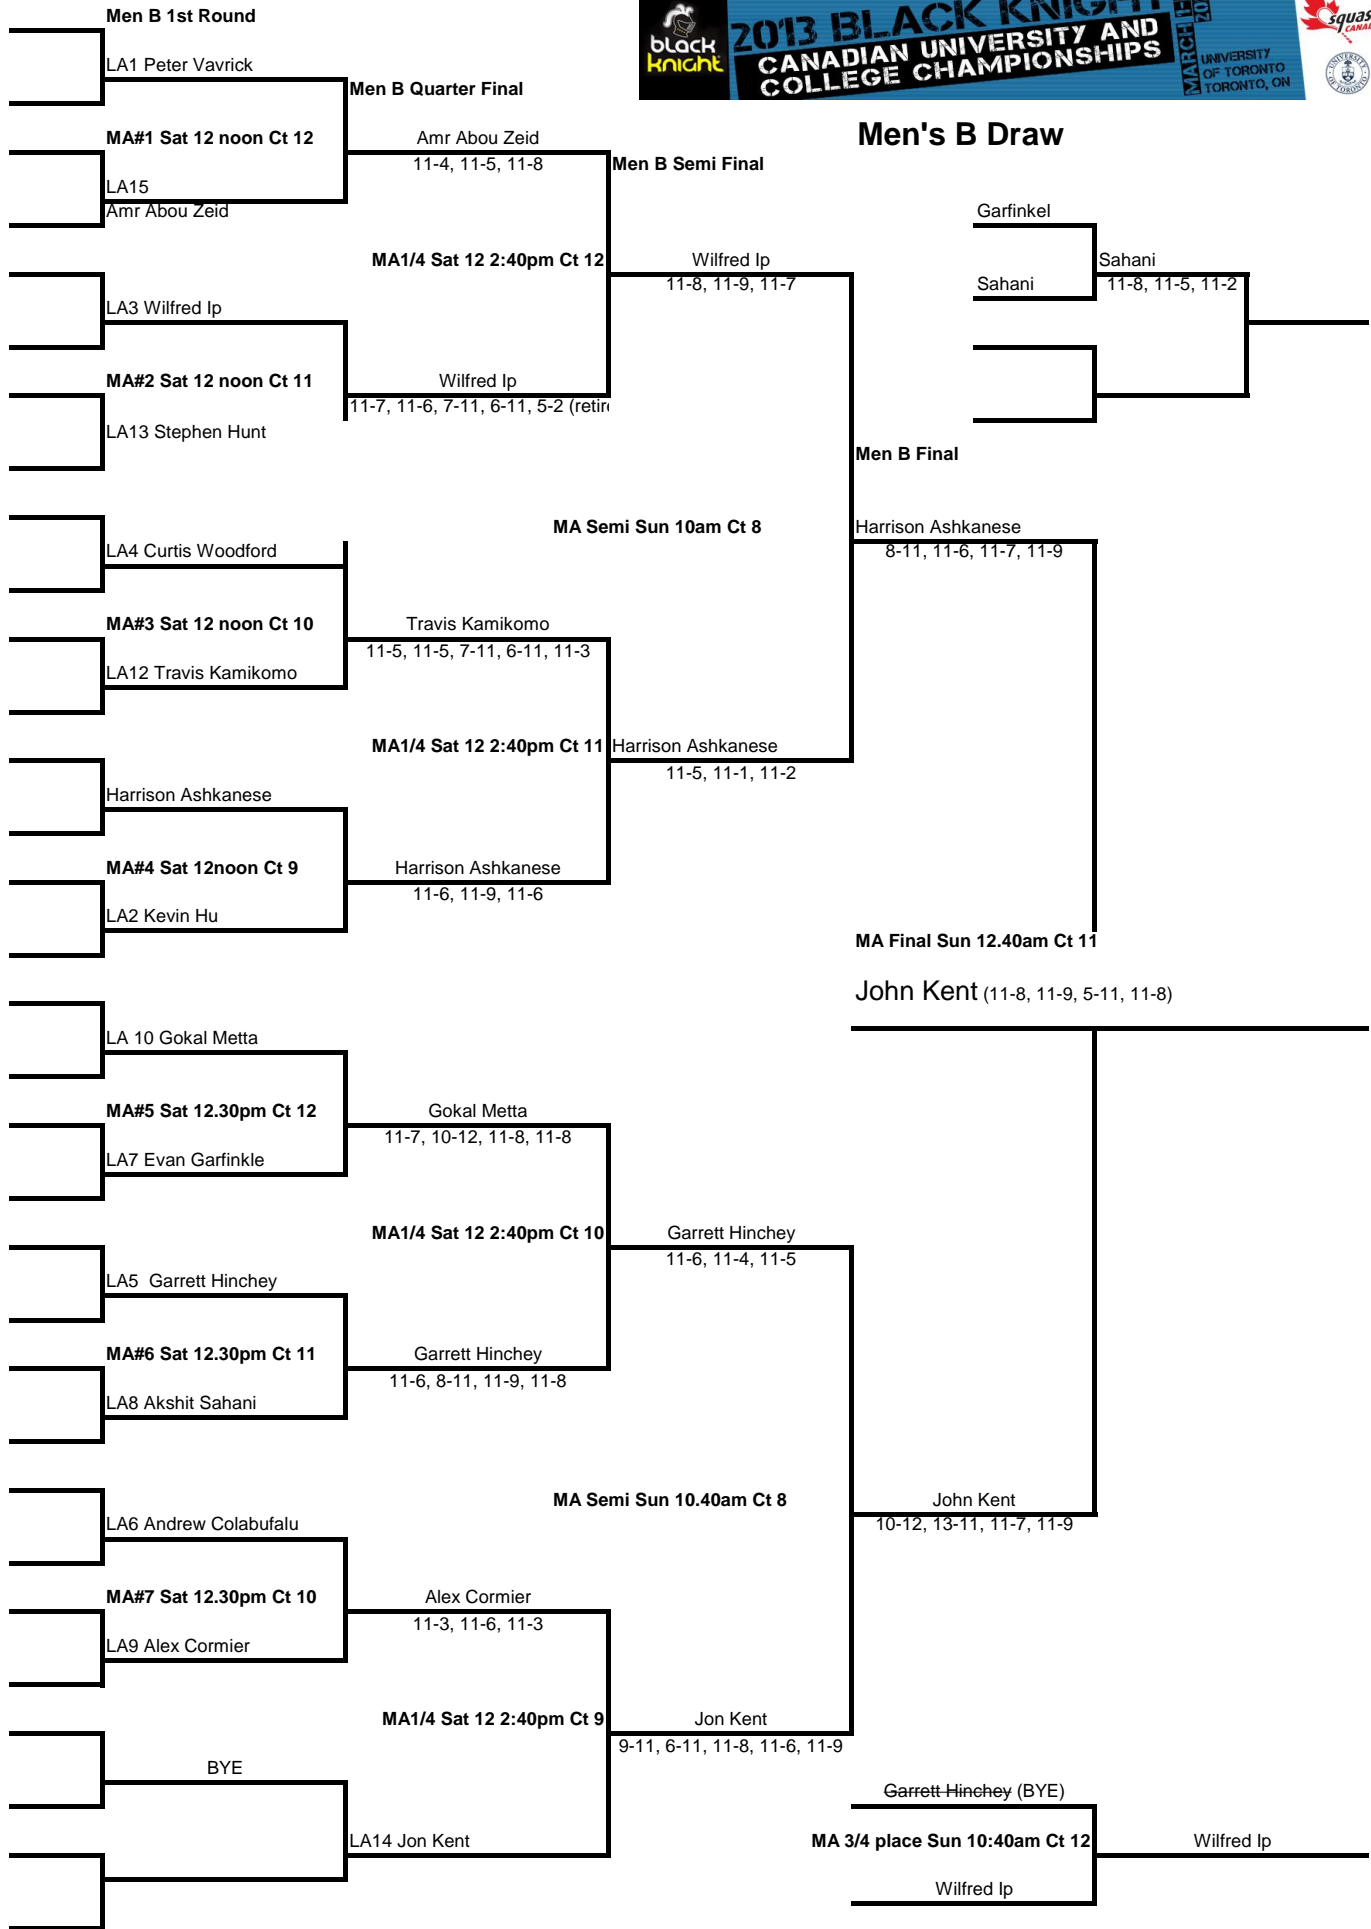 Men B 1st Round
black
knight
2013 BLACK KNIGHT
CANADIAN UNIVERSITY AND
COLLEGE CHAMPIONSHIPS
UNIVERSITY
OF TORONTO
TORONTO, ON
squas
LA1 Peter Vavrick
Men B Quarter Final
Men's B Draw
MA#1 Sat 12 noon Ct 12
Amr Abou Zeid
11-4, 11-5, 11-8
Men B Semi Final
LA15
Amr Abou Zeid
Garfinkel
MA1/4 Sat 12 2:40pm Ct 12
Wilfred Ip
11-8, 11-9, 11-7
Sahani
Sahani
11-8, 11-5, 11-2
LA3 Wilfred Ip
MA#2 Sat 12 noon Ct 11
Wilfred Ip
11-7, 11-6, 7-11, 6-11, 5-2 (retire
LA13 Stephen Hunt
Men B Final
MA Semi Sun 10am Ct 8
Harrison Ashkanese
8-11, 11-6, 11-7, 11-9
LA4 Curtis Woodford
MA#3 Sat 12 noon Ct 10
Travis Kamikomo
11-5, 11-5, 7-11, 6-11, 11-3
LA12 Travis Kamikomo
MA1/4 Sat 12 2:40pm Ct 11
Harrison Ashkanese
11-5, 11-1, 11-2
Harrison Ashkanese
MA#4 Sat 12noon Ct 9
Harrison Ashkanese
11-6, 11-9, 11-6
LA2 Kevin Hu
MA Final Sun 12.40am Ct 11
John Kent (11-8, 11-9, 5-11, 11-8)
LA 10 Gokal Metta
MA#5 Sat 12.30pm Ct 12
Gokal Metta
11-7, 10-12, 11-8, 11-8
LA7 Evan Garfinkle
MA1/4 Sat 12 2:40pm Ct 10
Garrett Hinchey
11-6, 11-4, 11-5
LA5  Garrett Hinchey
MA#6 Sat 12.30pm Ct 11
Garrett Hinchey
11-6, 8-11, 11-9, 11-8
LA8 Akshit Sahani
MA Semi Sun 10.40am Ct 8
John Kent
10-12, 13-11, 11-7, 11-9
LA6 Andrew Colabufalu
MA#7 Sat 12.30pm Ct 10
Alex Cormier
11-3, 11-6, 11-3
LA9 Alex Cormier
MA1/4 Sat 12 2:40pm Ct 9
Jon Kent
9-11, 6-11, 11-8, 11-6, 11-9
BYE
Garrett Hinchey (BYE)
LA14 Jon Kent
MA 3/4 place Sun 10:40am Ct 12
Wilfred Ip
Wilfred Ip